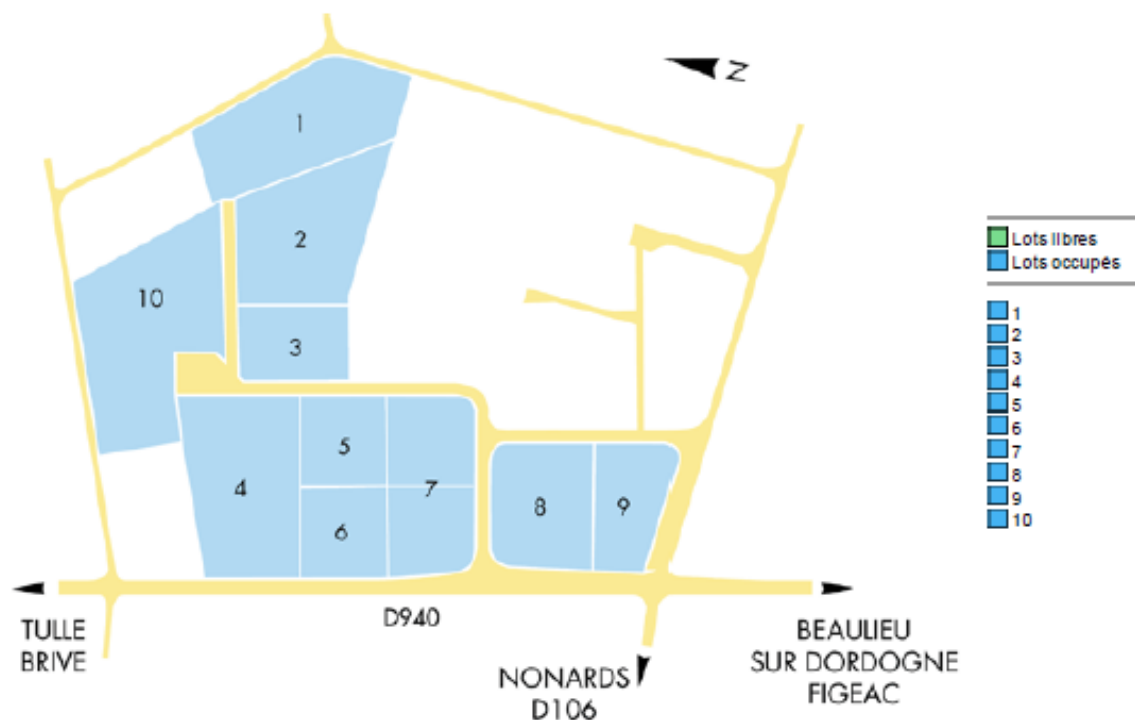 N
1
2
10
3
5
4
7
6
8
9
D940
TULLE
BRIVE
NONARDS
D106
BEAULIEU
SUR DORDOGNE
FIGEAC
Lots libres
Lots occupés
1
2
3
4
5
6
7
8
9
10